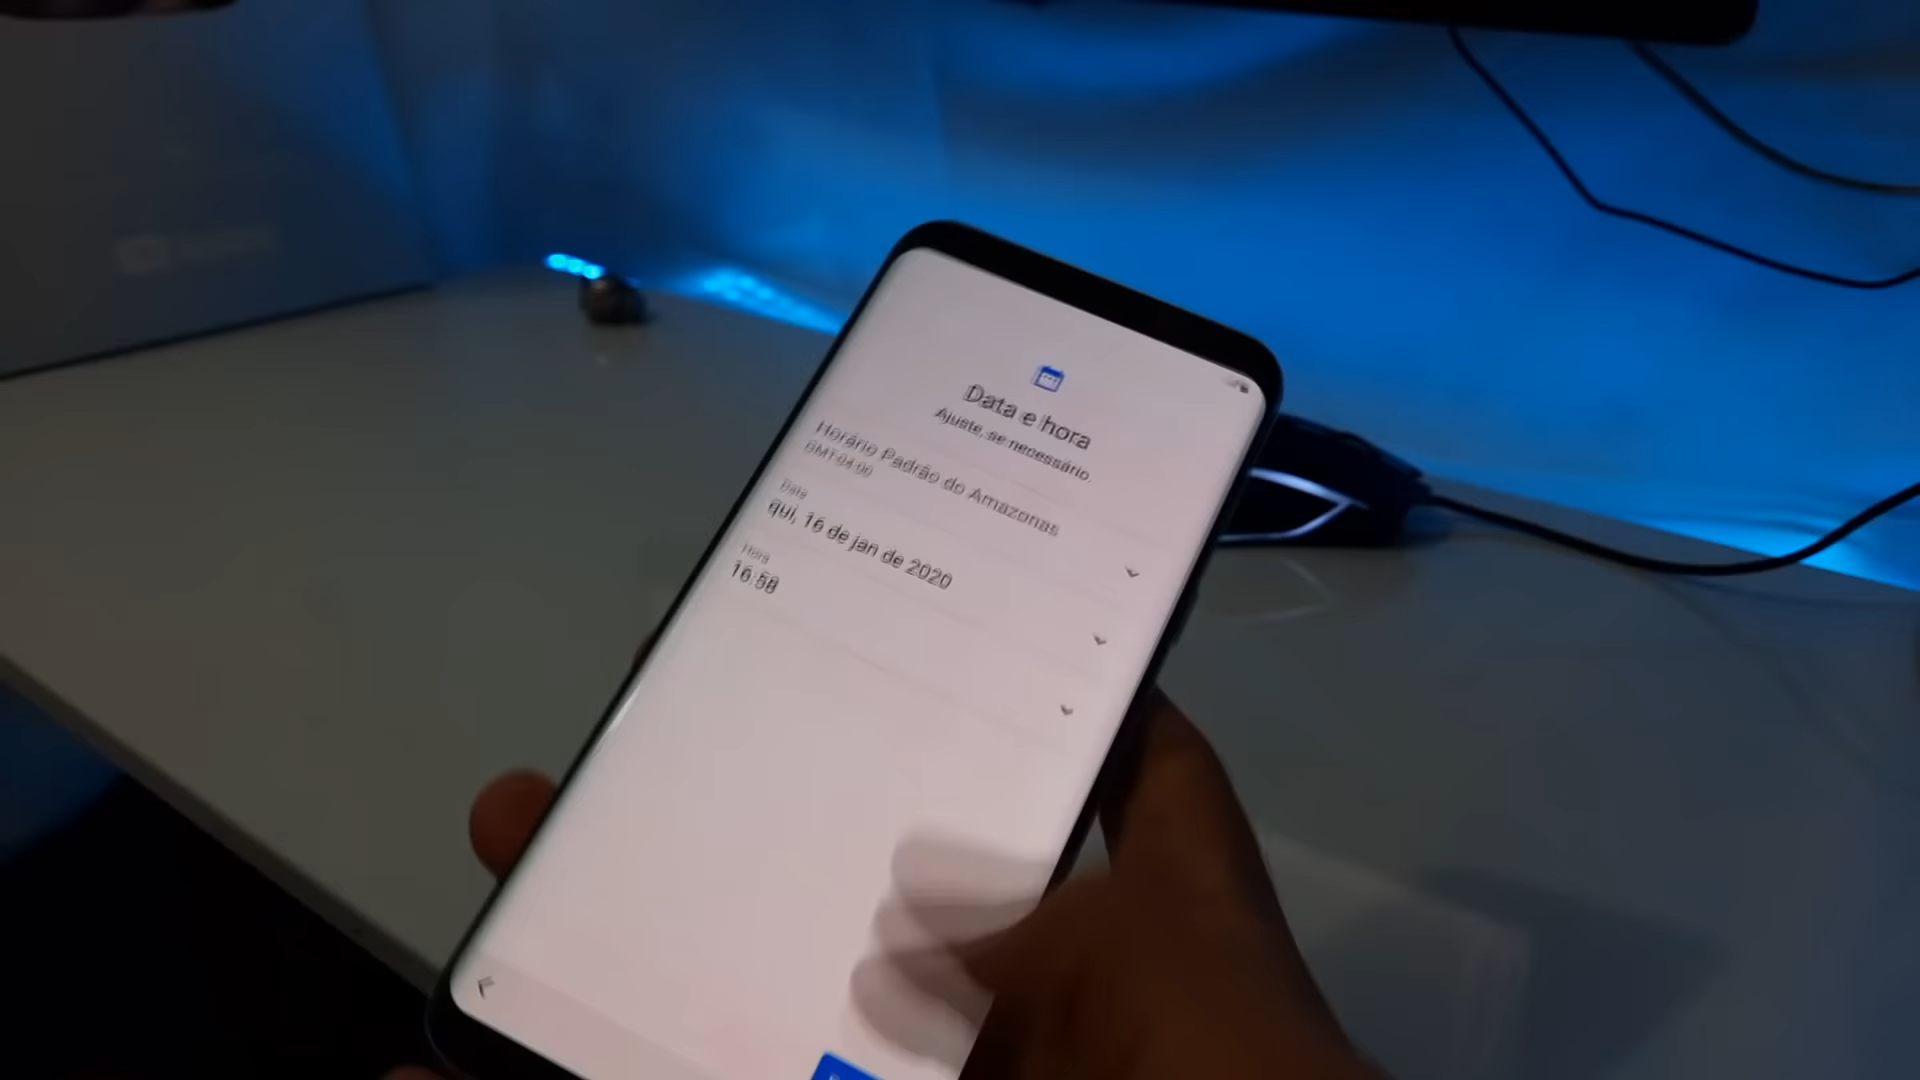 Data e hora
Ajuste, se necessário.
Horário Padrão do Amazonas
GMT-04:00
Data
qui, 16 de jan de 2020
Hora
16:58